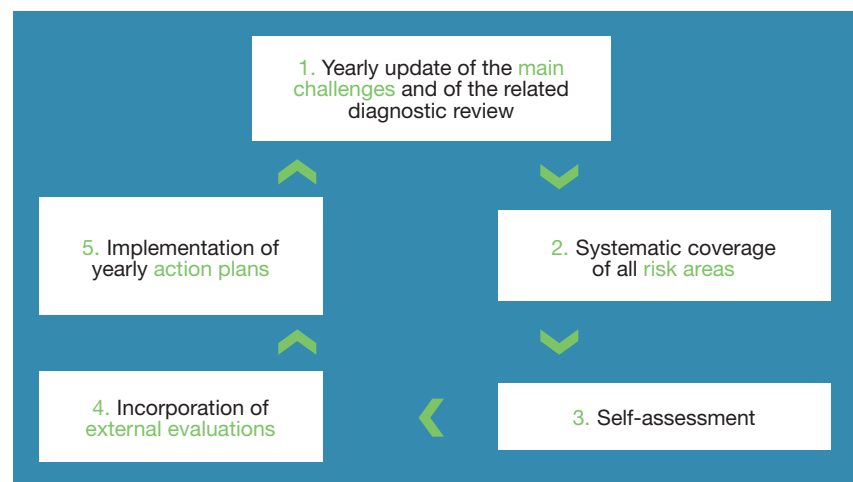 1. Yearly update of the main
challenges and of the related
diagnostic review
2. Systematic coverage
of all risk areas
3. Self-assessment
4. Incorporation of
external evaluations
5. Implementation of
yearly action plans